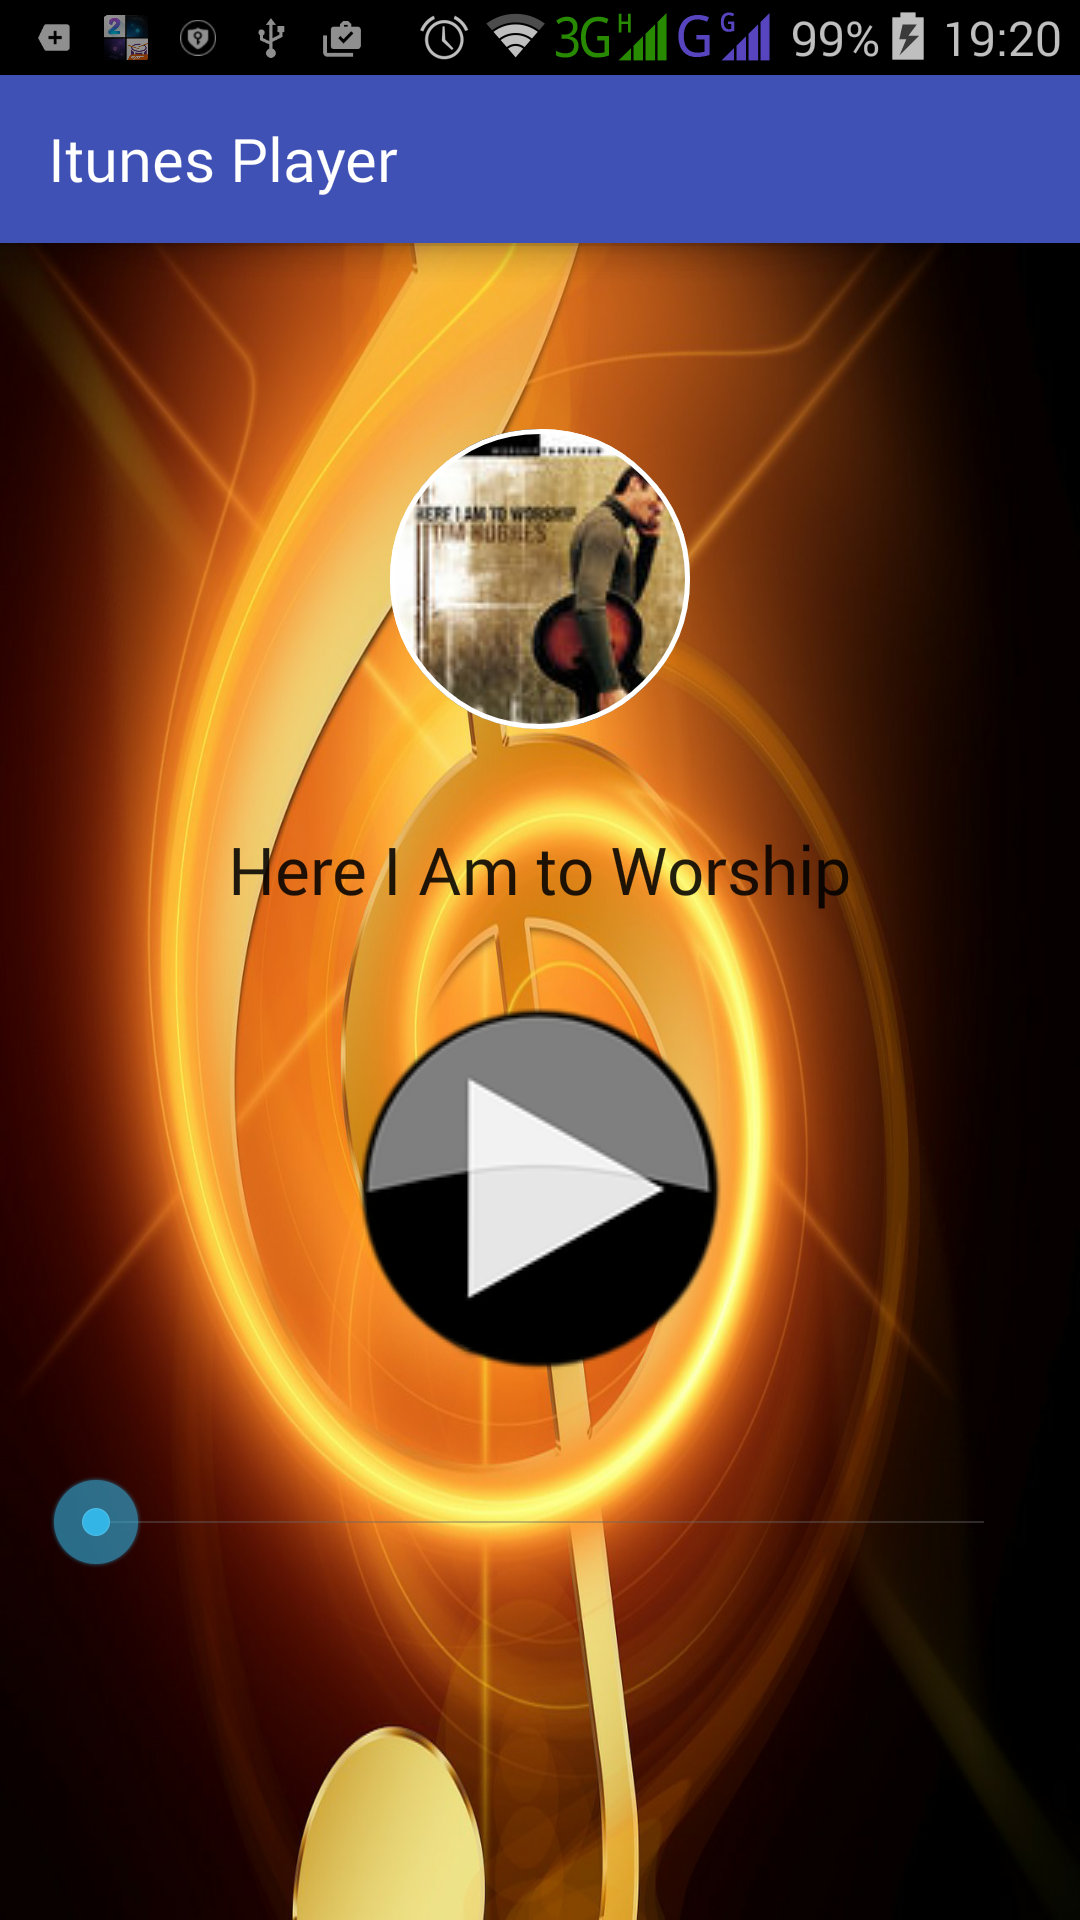 3G H G G 99% 19:20
Itunes Player
HERE I AM TO WORSHIP
TIM HUGHES
Here I Am to Worship